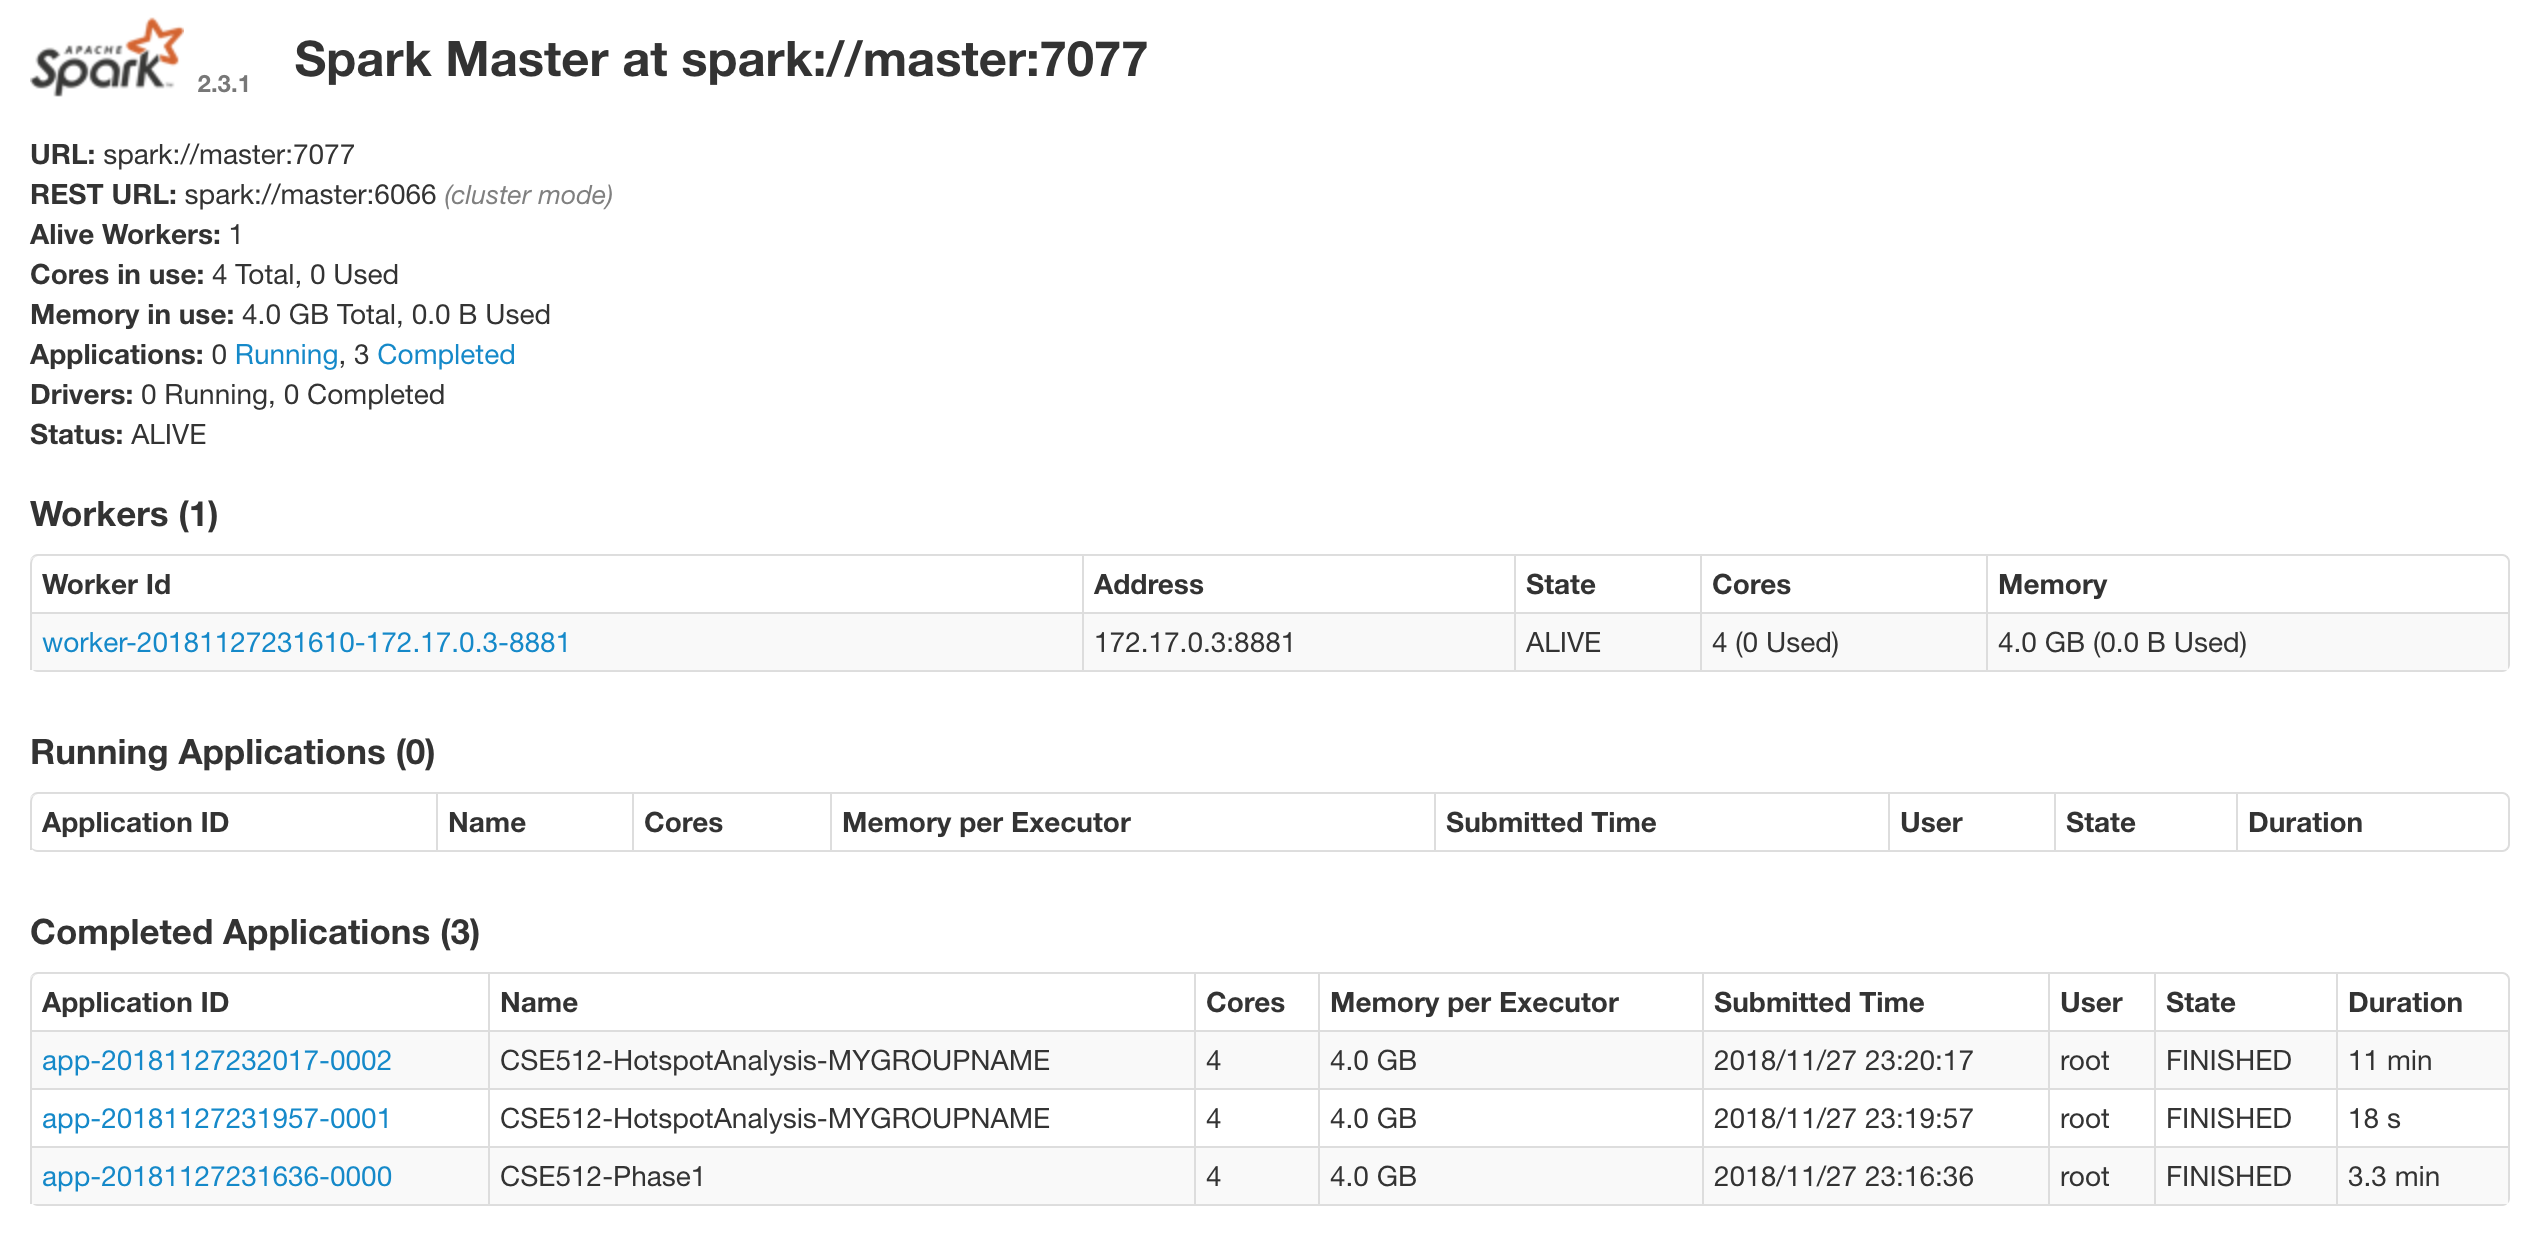 APACHE
Spark™ 2.3.1 Spark Master at spark://master:7077
URL: spark://master:7077
REST URL: spark://master:6066 (cluster mode)
Alive Workers: 1
Cores in use: 4 Total, 0 Used
Memory in use: 4.0 GB Total, 0.0 B Used
Applications: 0 Running, 3 Completed
Drivers: 0 Running, 0 Completed
Status: ALIVE
Workers (1)
Worker Id Address State Cores Memory
worker-20181127231610-172.17.0.3-8881 172.17.0.3:8881 ALIVE 4 (0 Used) 4.0 GB (0.0 B Used)
Running Applications (0)
Application ID Name Cores Memory per Executor Submitted Time User State Duration
Completed Applications (3)
Application ID Name Cores Memory per Executor Submitted Time User State Duration
app-20181127232017-0002 CSE512-HotspotAnalysis-MYGROUPNAME 4 4.0 GB 2018/11/27 23:20:17 root FINISHED 11 min
app-20181127231957-0001 CSE512-HotspotAnalysis-MYGROUPNAME 4 4.0 GB 2018/11/27 23:19:57 root FINISHED 18 s
app-20181127231636-0000 CSE512-Phase1 4 4.0 GB 2018/11/27 23:16:36 root FINISHED 3.3 min